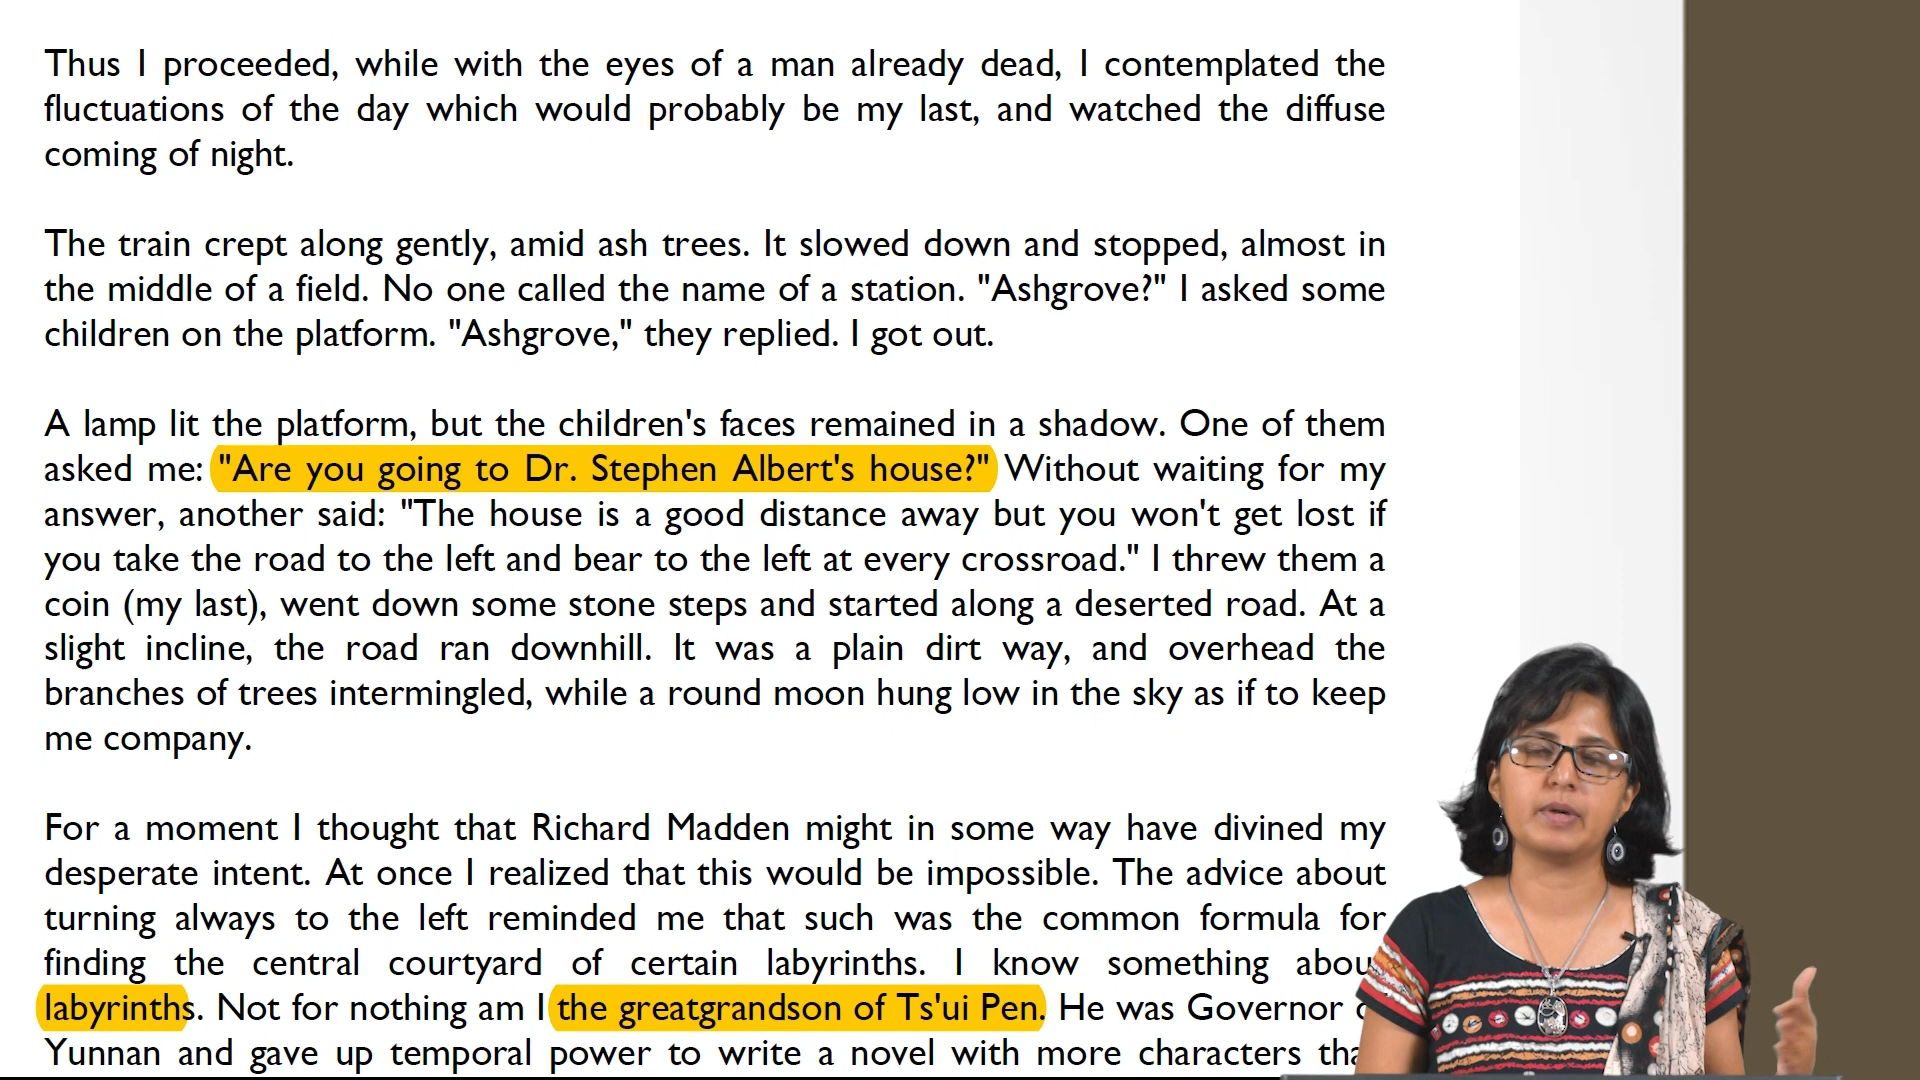 Thus I proceeded, while with the eyes of a man already dead, I contemplated the
fluctuations of the day which would probably be my last, and watched the diffuse
coming of night.
The train crept along gently, amid ash trees. It slowed down and stopped, almost in
the middle of a field. No one called the name of a station. "Ashgrove?" I asked some
children on the platform. "Ashgrove," they replied. I got out.
A lamp lit the platform, but the children's faces remained in a shadow. One of them
asked me: "Are you going to Dr. Stephen Albert's house?" Without waiting for my
answer, another said: "The house is a good distance away but you won't get lost if
you take the road to the left and bear to the left at every crossroad." I threw them a
coin (my last), went down some stone steps and started along a deserted road. At a
slight incline, the road ran downhill. It was a plain dirt way, and overhead the
branches of trees intermingled, while a round moon hung low in the sky as if to keep
me company.
For a moment I thought that Richard Madden might in some way have divined my
desperate intent. At once I realized that this would be impossible. The advice about
turning always to the left reminded me that such was the common formula for
finding the central courtyard of certain labyrinths. I know something
labyrinths. Not for nothing am I the greatgrandson of Ts'ui Pen. He was Governor
Yunnan and gave up temporal power to write a novel with more characters